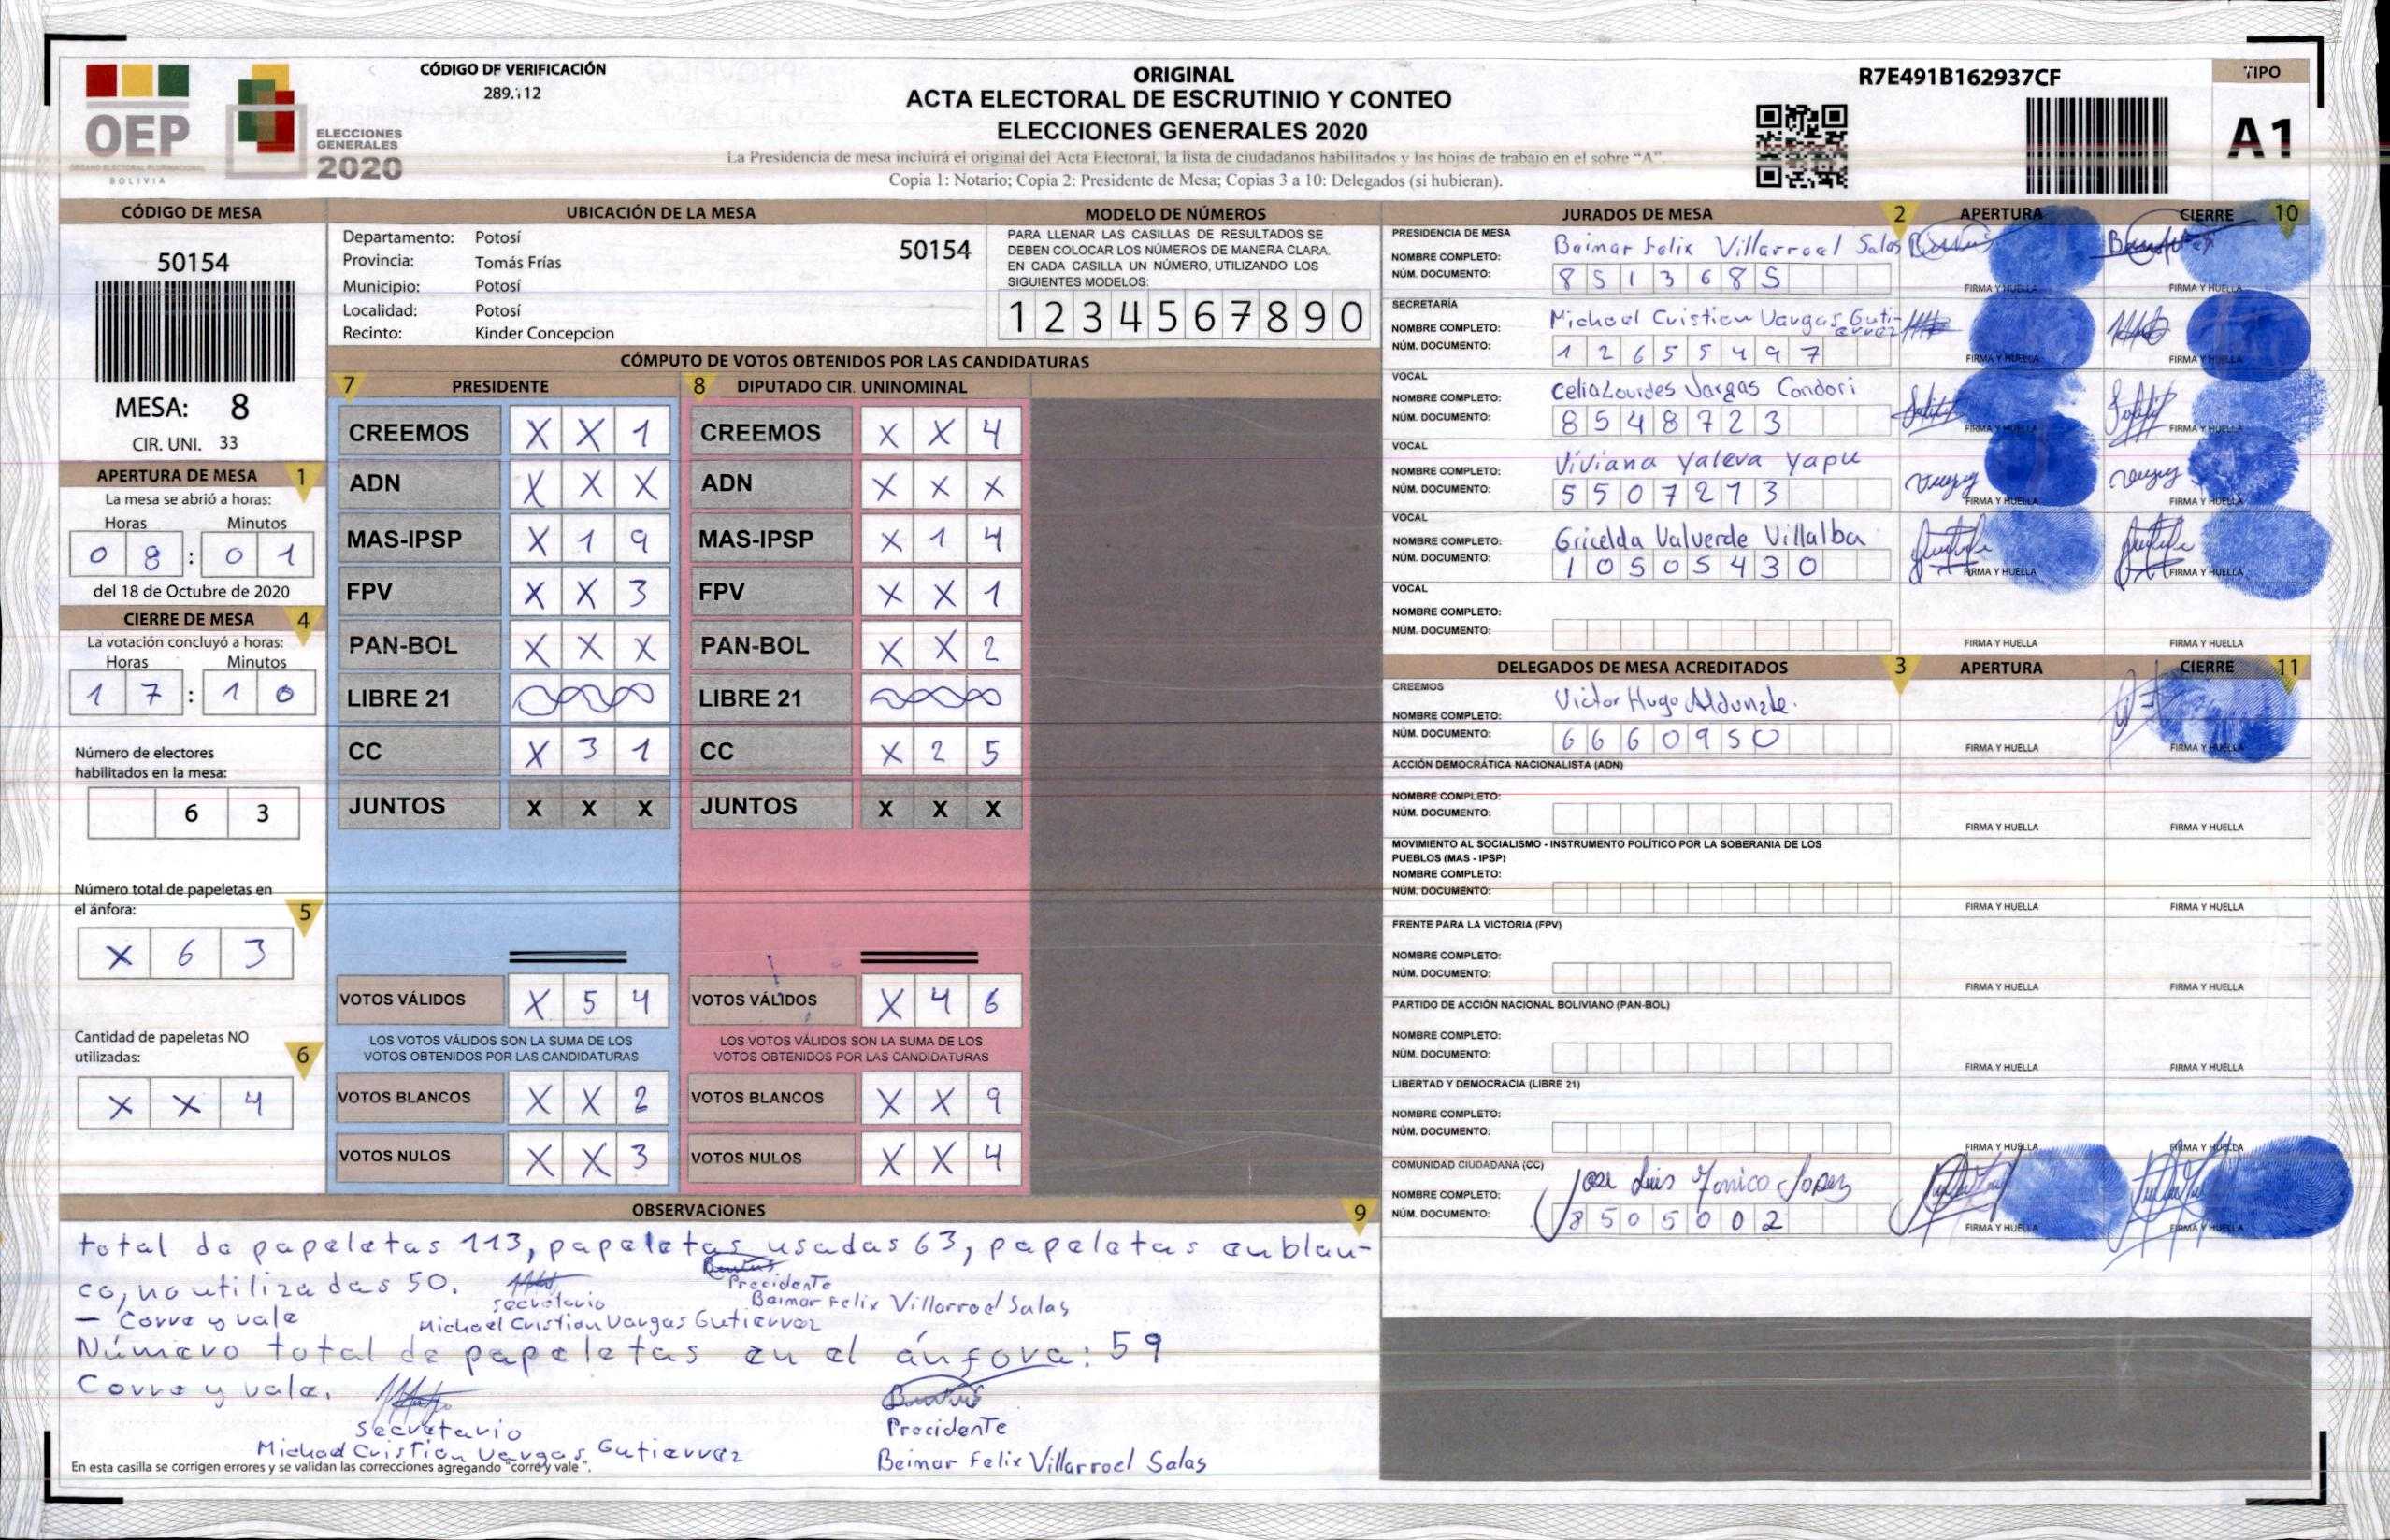 OEP
ÓRGANO ELECTORAL PLURINACIONAL
BOLIVIA
ELECCIONES
GENERALES
2020
CÓDIGO DE VERIFICACIÓN
289.112
ORIGINAL
ACTA ELECTORAL DE ESCRUTINIO Y CONTEO
ELECCIONES GENERALES 2020
La Presidencia de mesa incluirá el original del Acta Electoral, la lista de ciudadanos habilitados y las hojas de trabajo en el sobre "A".
Copia 1: Notario; Copia 2: Presidente de Mesa; Copias 3 a 10: Delegados (si hubieran).
R7E491B162937CF
TIPO
A1
CÓDIGO DE MESA
50154
MESA: 8
CIR. UNI. 33
APERTURA DE MESA 1
La mesa se abrió a horas:
Horas Minutos
0 8 : 0 1
del 18 de Octubre de 2020
CIERRE DE MESA 4
La votación concluyó a horas:
Horas Minutos
1 7 : 1 0
Número de electores
habilitados en la mesa:
6 3
Número total de papeletas en
el ánfora: 5
X 6 3
Cantidad de papeletas NO
utilizadas: 6
X X 4
UBICACIÓN DE LA MESA
Departamento: Potosí 50154
Provincia: Tomás Frías
Municipio: Potosí
Localidad: Potosí
Recinto: Kinder Concepcion
MODELO DE NÚMEROS
PARA LLENAR LAS CASILLAS DE RESULTADOS SE
DEBEN COLOCAR LOS NÚMEROS DE MANERA CLARA.
EN CADA CASILLA UN NÚMERO, UTILIZANDO LOS
SIGUIENTES MODELOS:
1 2 3 4 5 6 7 8 9 0
CÓMPUTO DE VOTOS OBTENIDOS POR LAS CANDIDATURAS
7 PRESIDENTE 8 DIPUTADO CIR. UNINOMINAL
CREEMOS X X 1 CREEMOS X X 4
ADN X X X ADN X X X
MAS-IPSP X 1 9 MAS-IPSP X 1 4
FPV X X 3 FPV X X 1
PAN-BOL X X X PAN-BOL X X 2
LIBRE 21 LIBRE 21
CC X 3 1 CC X 2 5
JUNTOS X X X JUNTOS X X X
VOTOS VÁLIDOS X 5 4 VOTOS VÁLIDOS X 4 6
LOS VOTOS VÁLIDOS SON LA SUMA DE LOS LOS VOTOS VÁLIDOS SON LA SUMA DE LOS
VOTOS OBTENIDOS POR LAS CANDIDATURAS VOTOS OBTENIDOS POR LAS CANDIDATURAS
VOTOS BLANCOS X X 2 VOTOS BLANCOS X X 9
VOTOS NULOS X X 3 VOTOS NULOS X X 4
OBSERVACIONES 9
total de papeletas 113, papeletas usadas 63, papeletas en blan-
co, no utilizadas 50.
Precidente
secretario Beimar Felix Villarroel Salas
— Corre y vale Michael Cristian Vargas Gutierrez
Número total de papeletas en el ánfora: 59
Corre y vale.
Secretario Precidente
Michael Cristian Vargas Gutierrez Beimar Felix Villarroel Salas
En esta casilla se corrigen errores y se validan las correcciones agregando "corre y vale".
JURADOS DE MESA 2 APERTURA CIERRE 10
PRESIDENCIA DE MESA
NOMBRE COMPLETO: Beimar Felix Villarroel Salas
NÚM. DOCUMENTO: 8 5 1 3 6 8 5 FIRMA Y HUELLA FIRMA Y HUELLA
SECRETARÍA
NOMBRE COMPLETO: Michael Cristian Vargas Guti-
errez
NÚM. DOCUMENTO: 1 2 6 5 5 4 9 7 FIRMA Y HUELLA FIRMA Y HUELLA
VOCAL
NOMBRE COMPLETO: Celia Lourdes Vargas Condori
NÚM. DOCUMENTO: 8 5 4 8 7 2 3 FIRMA Y HUELLA FIRMA Y HUELLA
VOCAL
NOMBRE COMPLETO: Viviana Yaleva Yapu
NÚM. DOCUMENTO: 5 5 0 7 2 7 3 FIRMA Y HUELLA FIRMA Y HUELLA
VOCAL
NOMBRE COMPLETO: Gricelda Valverde Villalba
NÚM. DOCUMENTO: 1 0 5 0 5 4 3 0 FIRMA Y HUELLA FIRMA Y HUELLA
VOCAL
NOMBRE COMPLETO:
NÚM. DOCUMENTO: FIRMA Y HUELLA FIRMA Y HUELLA
DELEGADOS DE MESA ACREDITADOS 3 APERTURA CIERRE 11
CREEMOS
NOMBRE COMPLETO: Victor Hugo Aldunate.
NÚM. DOCUMENTO: 6 6 6 0 9 5 0 FIRMA Y HUELLA FIRMA Y HUELLA
ACCIÓN DEMOCRÁTICA NACIONALISTA (ADN)
NOMBRE COMPLETO:
NÚM. DOCUMENTO: FIRMA Y HUELLA FIRMA Y HUELLA
MOVIMIENTO AL SOCIALISMO - INSTRUMENTO POLÍTICO POR LA SOBERANIA DE LOS
PUEBLOS (MAS - IPSP)
NOMBRE COMPLETO:
NÚM. DOCUMENTO: FIRMA Y HUELLA FIRMA Y HUELLA
FRENTE PARA LA VICTORIA (FPV)
NOMBRE COMPLETO:
NÚM. DOCUMENTO: FIRMA Y HUELLA FIRMA Y HUELLA
PARTIDO DE ACCIÓN NACIONAL BOLIVIANO (PAN-BOL)
NOMBRE COMPLETO:
NÚM. DOCUMENTO: FIRMA Y HUELLA FIRMA Y HUELLA
LIBERTAD Y DEMOCRACIA (LIBRE 21)
NOMBRE COMPLETO:
NÚM. DOCUMENTO: FIRMA Y HUELLA FIRMA Y HUELLA
COMUNIDAD CIUDADANA (CC)
NOMBRE COMPLETO: Jose Luis Lopez
NÚM. DOCUMENTO: 8 5 0 5 0 0 2 FIRMA Y HUELLA FIRMA Y HUELLA